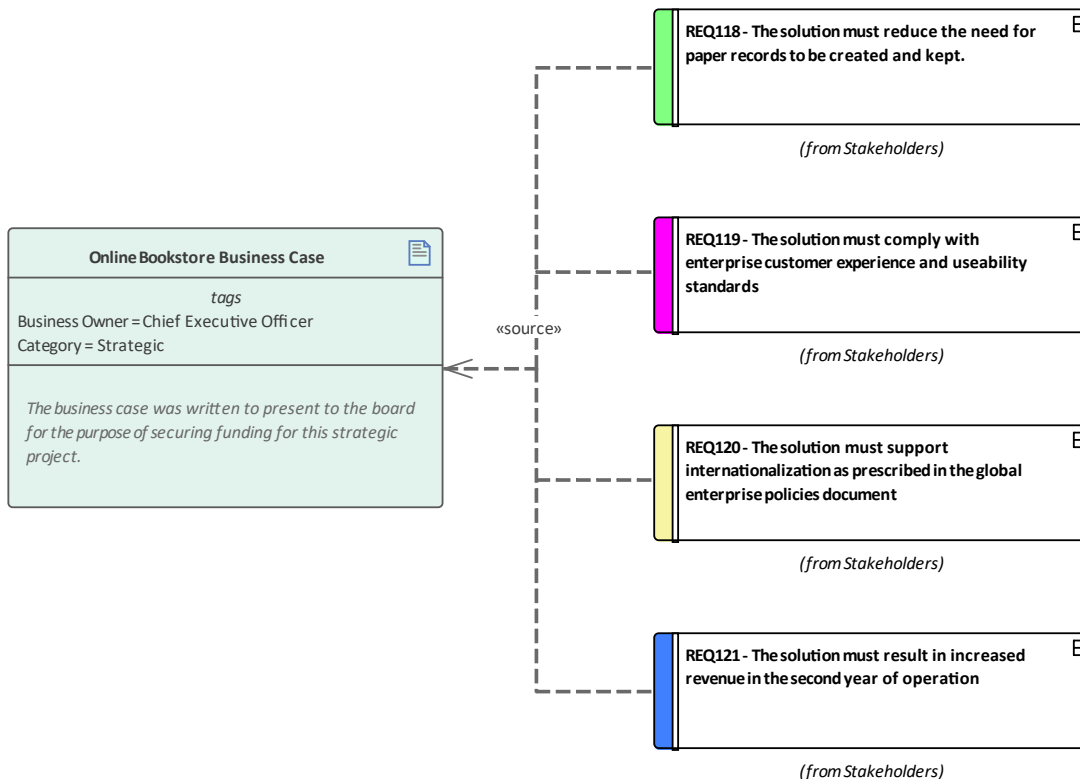 Online Bookstore Business Case
tags
Business Owner = Chief Executive Officer
Category = Strategic
The business case was written to present to the board
for the purpose of securing funding for this strategic
project.
«source»
REQ118 - The solution must reduce the need for
paper records to be created and kept.
(from Stakeholders)
REQ119 - The solution must comply with
enterprise customer experience and useability
standards
(from Stakeholders)
REQ120 - The solution must support
internationalization as prescribed in the global
enterprise policies document
(from Stakeholders)
REQ121 - The solution must result in increased
revenue in the second year of operation
(from Stakeholders)